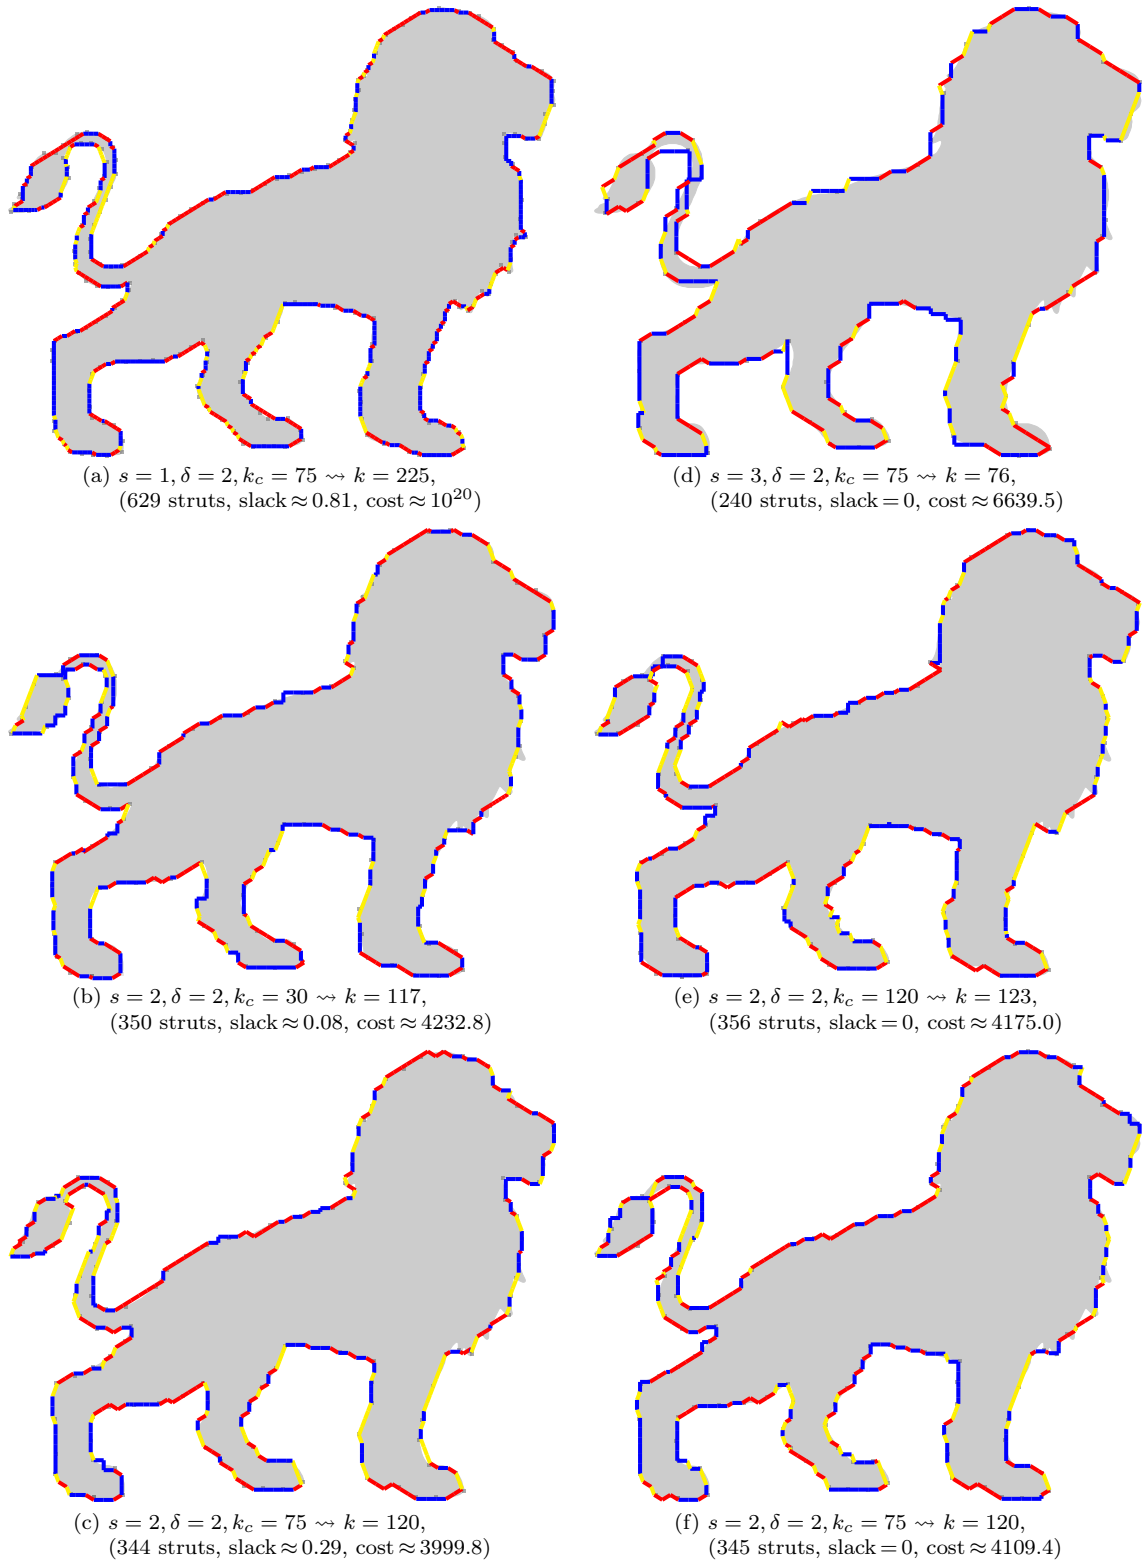 (a) s = 1, δ = 2, k_c = 75 ⇝ k = 225,
(629 struts, slack ≈ 0.81, cost ≈ 10^20)
(d) s = 3, δ = 2, k_c = 75 ⇝ k = 76,
(240 struts, slack = 0, cost ≈ 6639.5)
(b) s = 2, δ = 2, k_c = 30 ⇝ k = 117,
(350 struts, slack ≈ 0.08, cost ≈ 4232.8)
(e) s = 2, δ = 2, k_c = 120 ⇝ k = 123,
(356 struts, slack = 0, cost ≈ 4175.0)
(c) s = 2, δ = 2, k_c = 75 ⇝ k = 120,
(344 struts, slack ≈ 0.29, cost ≈ 3999.8)
(f) s = 2, δ = 2, k_c = 75 ⇝ k = 120,
(345 struts, slack = 0, cost ≈ 4109.4)